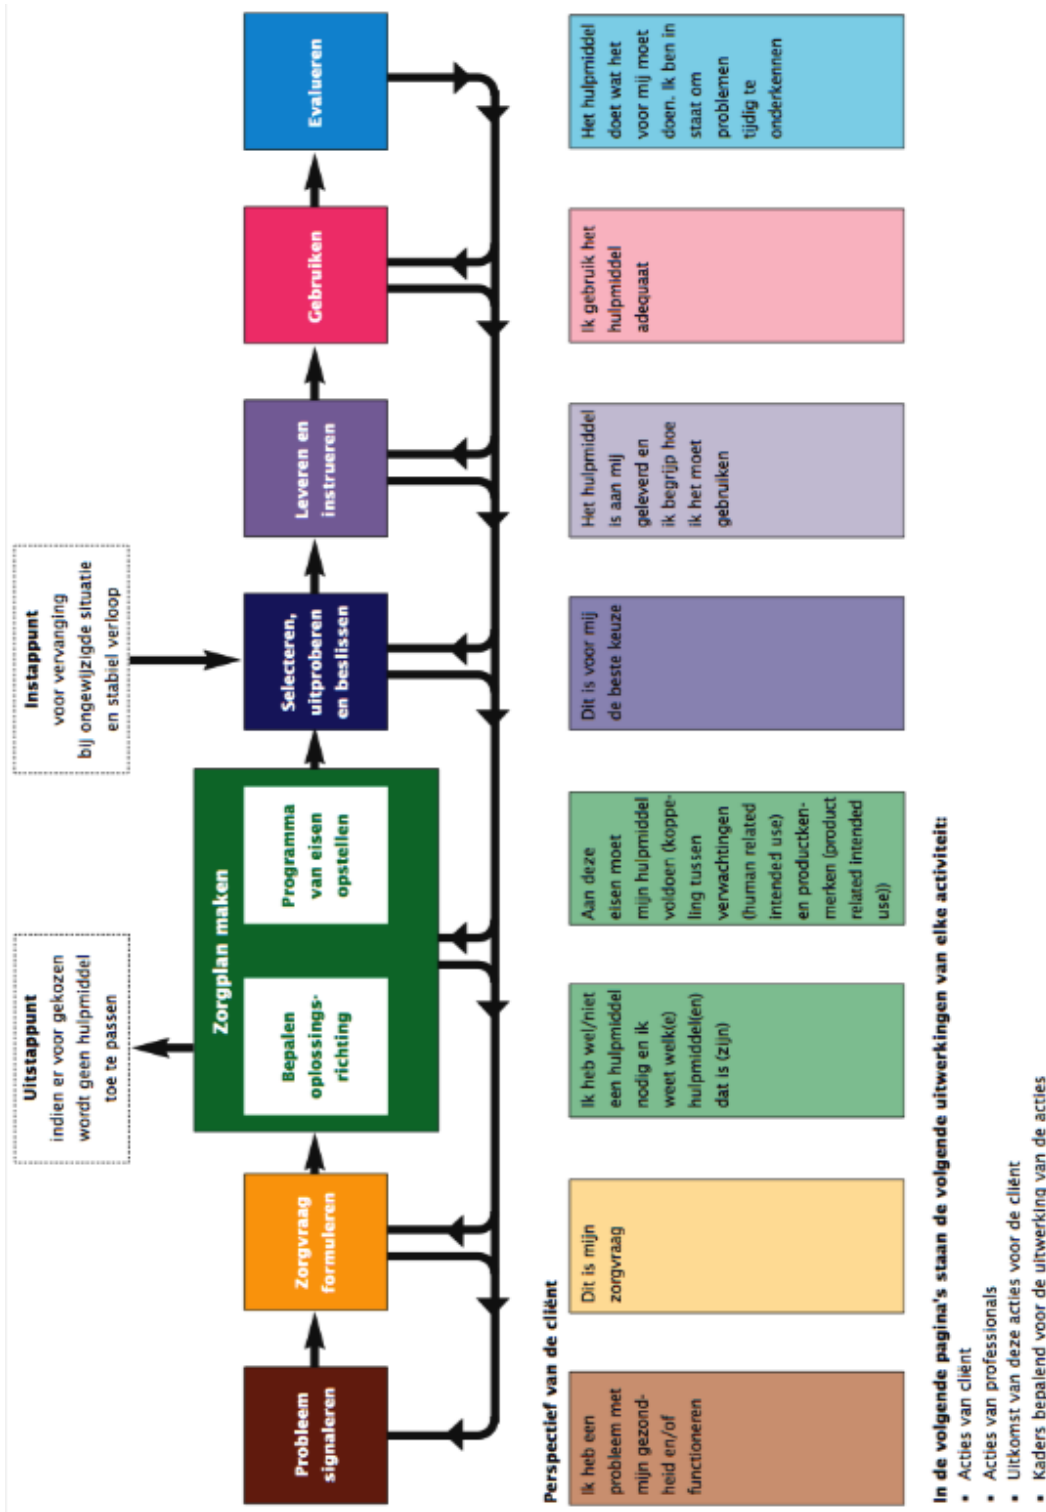 Uitstappunt
indien er voor gekozen
wordt geen hulpmiddel
toe te passen
Instappunt
voor vervanging
bij ongewijzigde situatie
en stabiel verloop
Probleem
signaleren
Zorgvraag
formuleren
Zorgplan maken
Bepalen
oplossings-
richting
Programma
van eisen
opstellen
Selecteren,
uitproberen
en beslissen
Leveren en
instrueren
Gebruiken
Evalueren
Perspectief van de cliënt
Ik heb een
probleem met
mijn gezond-
heid en/of
functioneren
Dit is mijn
zorgvraag
Ik heb wel/niet
een hulpmiddel
nodig en ik
weet welk(e)
hulpmiddel(en)
dat is (zijn)
Aan deze
eisen moet
mijn hulpmiddel
voldoen (koppe-
ling tussen
verwachtingen
(human related
intended use)
en productken-
merken (product
related intended
use))
Dit is voor mij
de beste keuze
Het hulpmiddel
is aan mij
geleverd en
ik begrijp hoe
ik het moet
gebruiken
Ik gebruik het
hulpmiddel
adequaat
Het hulpmiddel
doet wat het
voor mij moet
doen. Ik ben in
staat om
problemen
tijdig te
onderkennen
In de volgende pagina's staan de volgende uitwerkingen van elke activiteit:
• Acties van cliënt
• Acties van professionals
• Uitkomst van deze acties voor de cliënt
• Kaders bepalend voor de uitwerking van de acties